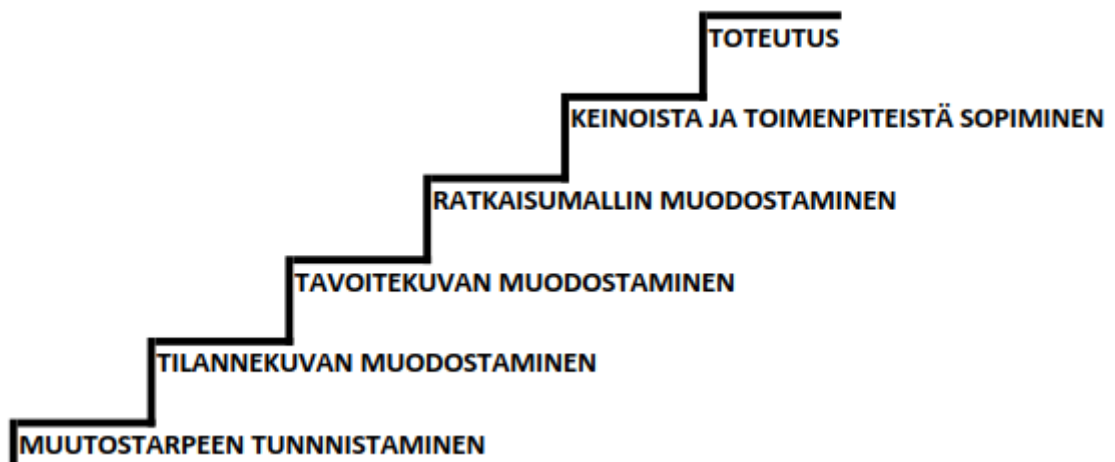 TOTEUTUS
KEINOISTA JA TOIMENPITEISTÄ SOPIMINEN
RATKAISUMALLIN MUODOSTAMINEN
TAVOITEKUVAN MUODOSTAMINEN
TILANNEKUVAN MUODOSTAMINEN
MUUTOSTARPEEN TUNNNISTAMINEN